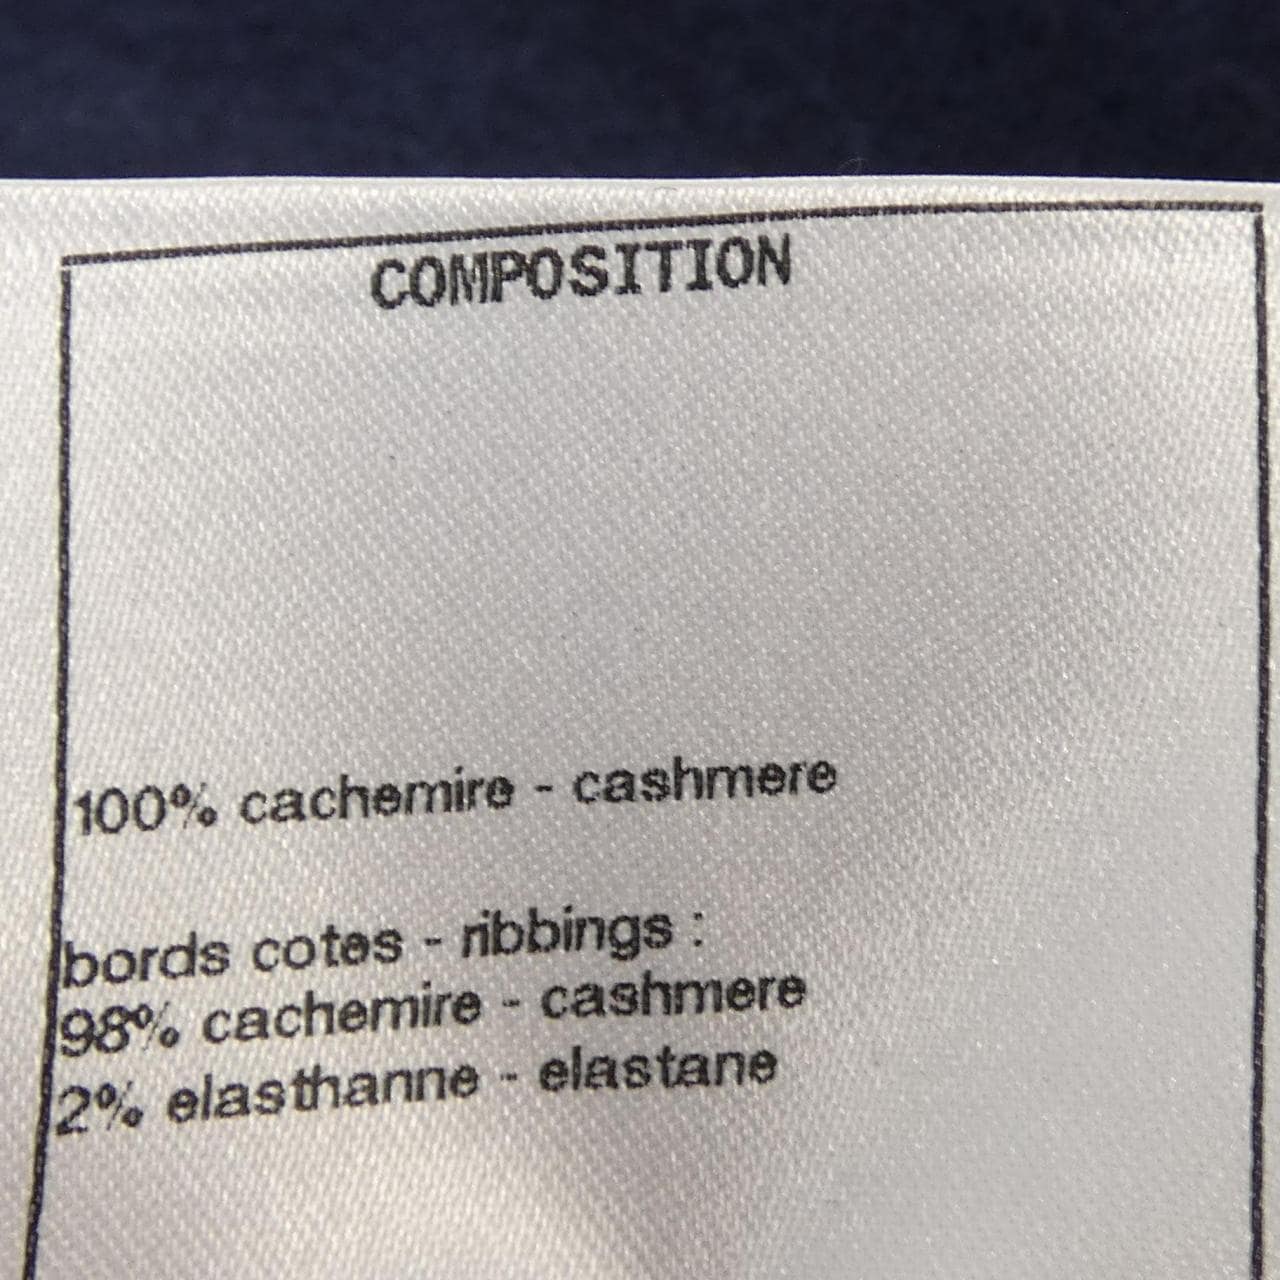 COMPOSITION
100% cachemire - cashmere
bords cotes - ribbings :
98% cachemire - cashmere
2% elasthanne - elastane